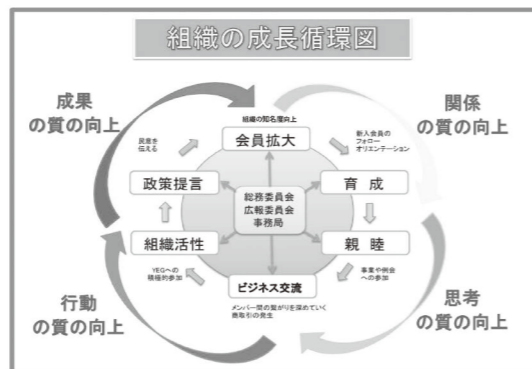 組織の成長循環図
成果
の質の向上
関係
の質の向上
組織の知名度向上
会員拡大
民意を
伝える
新入会員の
フォロー
オリエンテーション
政策提言
育 成
総務委員会
広報委員会
事務局
組織活性
親 睦
YEGへの
積極的参加
ビジネス交流
事業や例会
への参加
メンバー間の繋がりを深めていく
商取引の発生
行動
の質の向上
思考
の質の向上